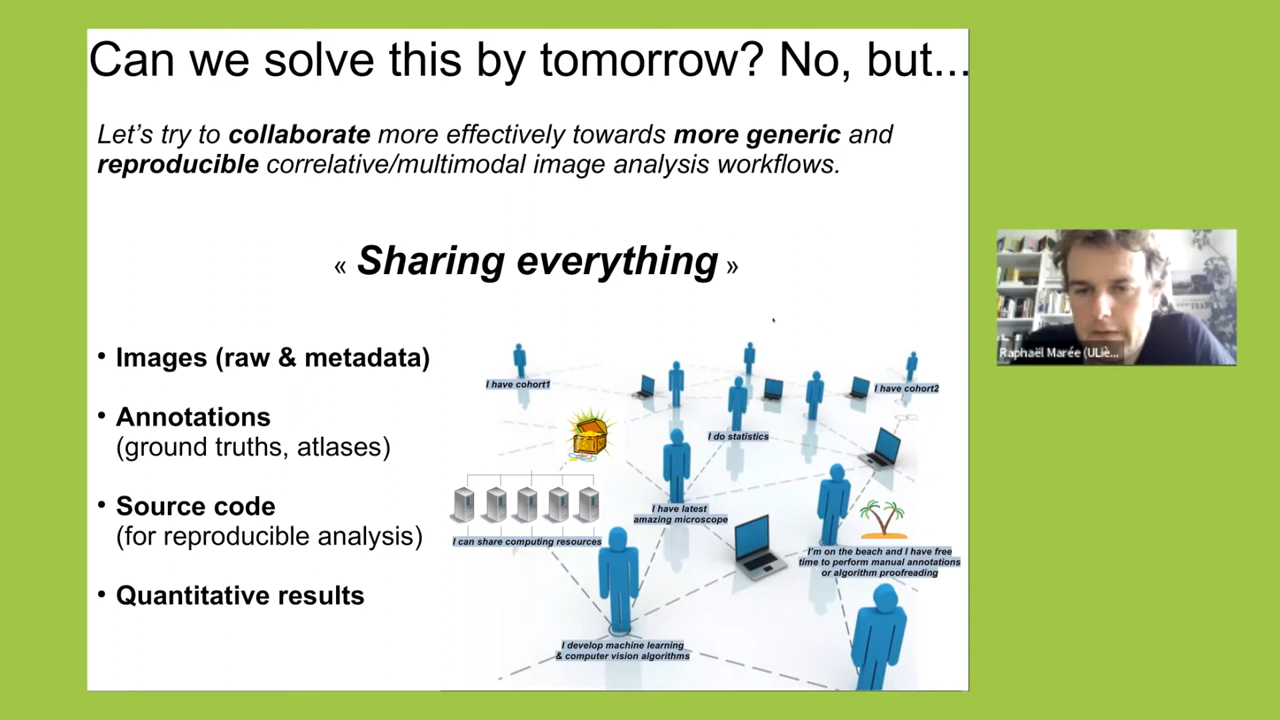 Can we solve this by tomorrow? No, but...
Let's try to collaborate more effectively towards more generic and
reproducible correlative/multimodal image analysis workflows.
« Sharing everything »
• Images (raw & metadata)
• Annotations
(ground truths, atlases)
• Source code
(for reproducible analysis)
• Quantitative results
I have cohort1
I have cohort2
I do statistics
I have latest
amazing microscope
I can share computing resources
I'm on the beach and I have free
time to perform manual annotations
or algorithm proofreading
I develop machine learning
& computer vision algorithms
Raphaël Marée (ULiè...